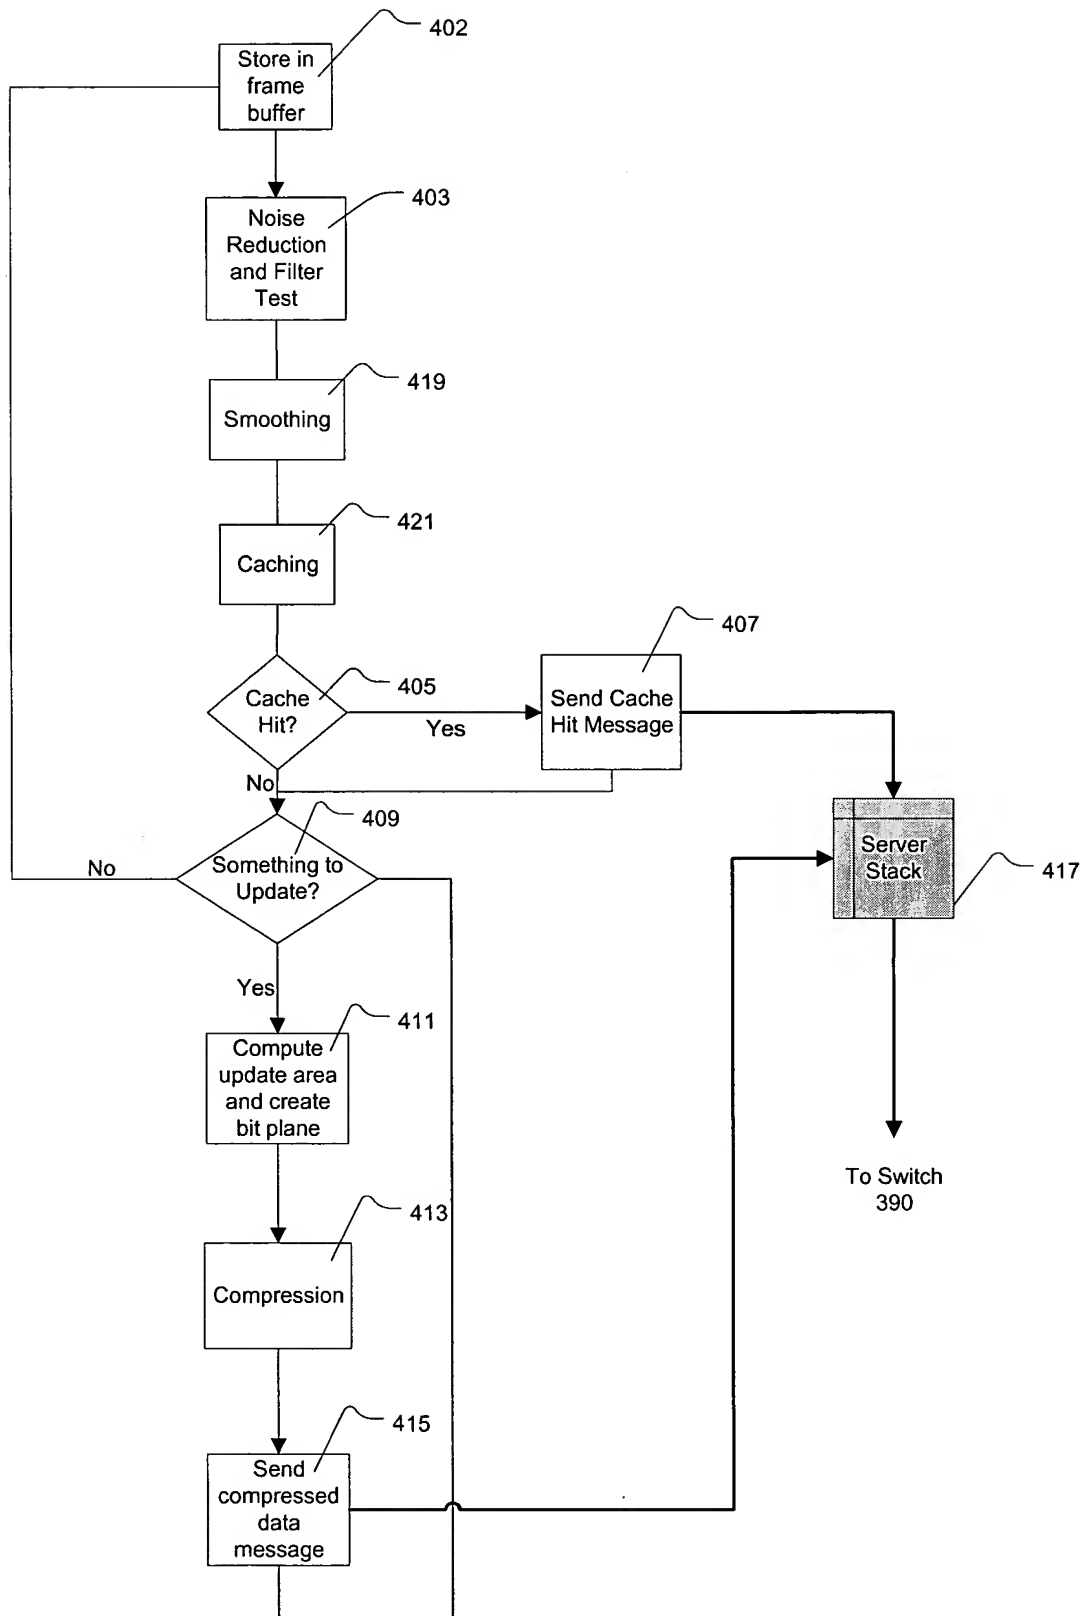 402
Store in
frame
buffer
403
Noise
Reduction
and Filter
Test
419
Smoothing
421
Caching
407
405
Cache
Hit?
Yes
Send Cache
Hit Message
No
409
Something to
Update?
No
Server
Stack
417
Yes
411
Compute
update area
and create
bit plane
To Switch
390
413
Compression
415
Send
compressed
data
message